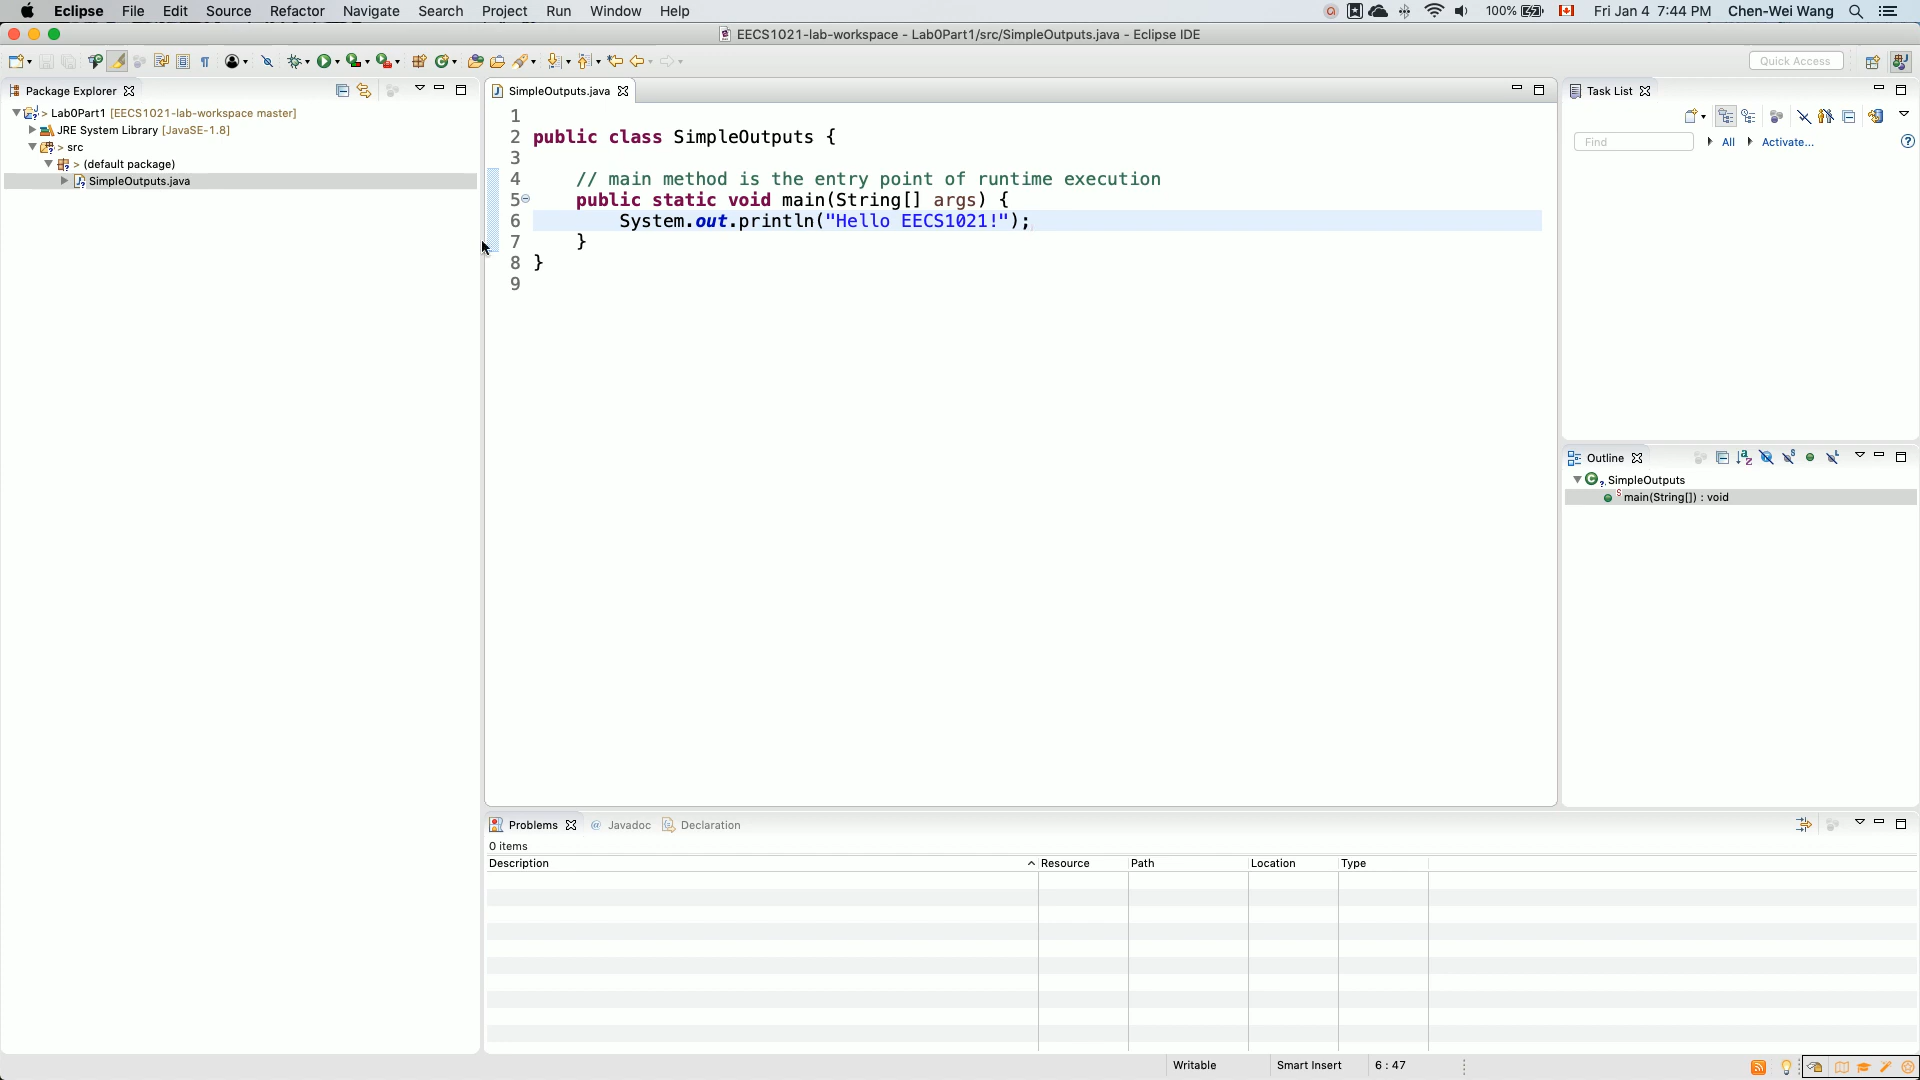 Eclipse File Edit Source Refactor Navigate Search Project Run Window Help 100% Fri Jan 4 7:44 PM Chen-Wei Wang
EECS1021-lab-workspace - Lab0Part1/src/SimpleOutputs.java - Eclipse IDE
Quick Access
Package Explorer
> Lab0Part1 [EECS1021-lab-workspace master]
JRE System Library [JavaSE-1.8]
> src
> (default package)
SimpleOutputs.java
SimpleOutputs.java
1
2 public class SimpleOutputs {
3
4 // main method is the entry point of runtime execution
5 public static void main(String[] args) {
6 System.out.println("Hello EECS1021!");
7 }
8 }
9
Task List
Find All Activate...
Outline
SimpleOutputs
main(String[]) : void
Problems Javadoc Declaration
0 items
Description Resource Path Location Type
Writable Smart Insert 6 : 47